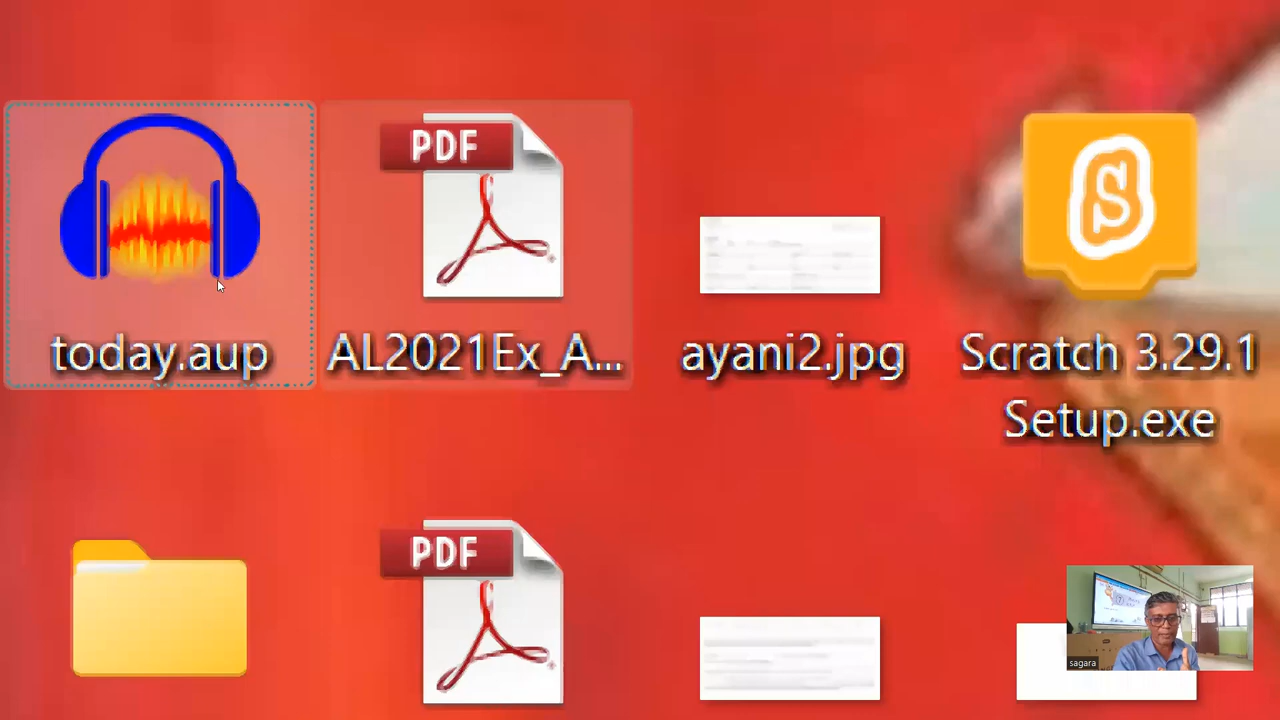 PDF
today.aup
AL2021Ex_A...
ayani2.jpg
Scratch 3.29.1
Setup.exe
PDF
sagara